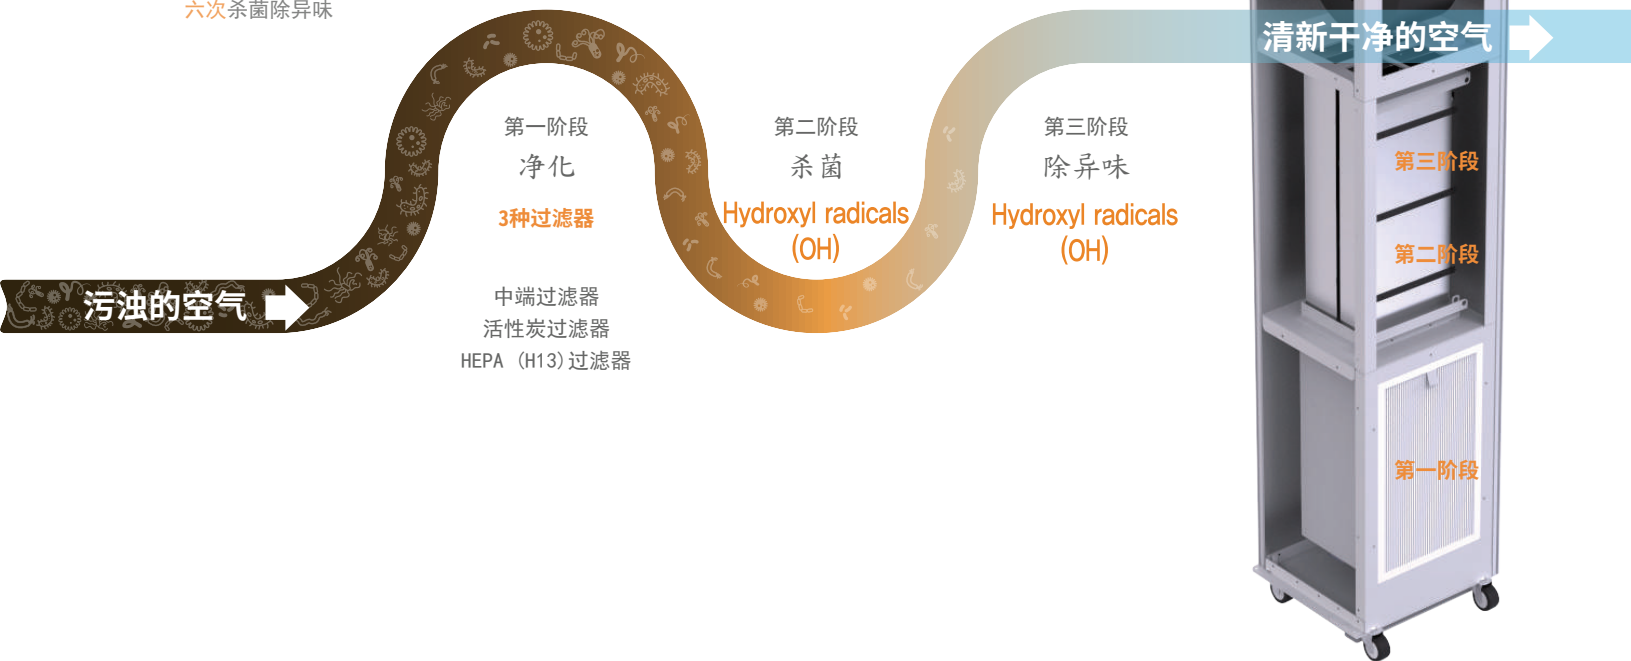 六次杀菌除异味
清新干净的空气
第一阶段
净化
3种过滤器
中端过滤器
活性炭过滤器
HEPA (H13)过滤器
第二阶段
杀菌
Hydroxyl radicals
(OH)
第三阶段
除异味
Hydroxyl radicals
(OH)
污浊的空气
第三阶段
第二阶段
第一阶段